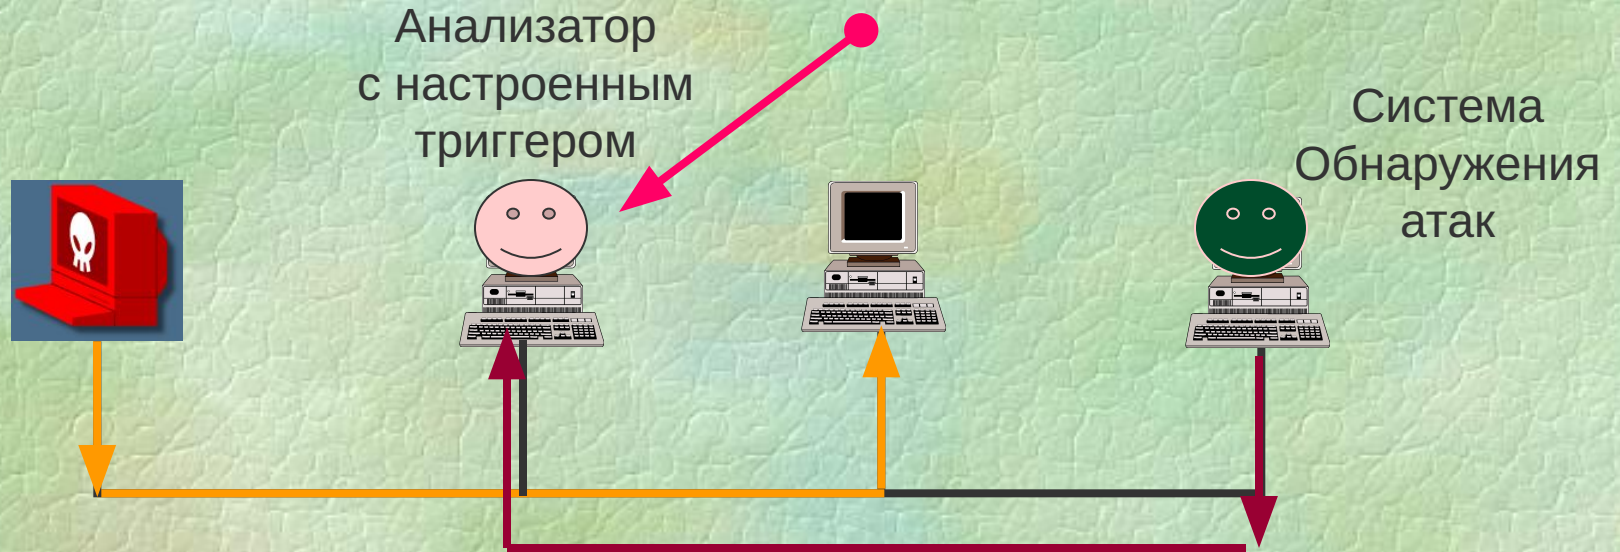 Анализатор
с настроенным
триггером
Система
Обнаружения
атак